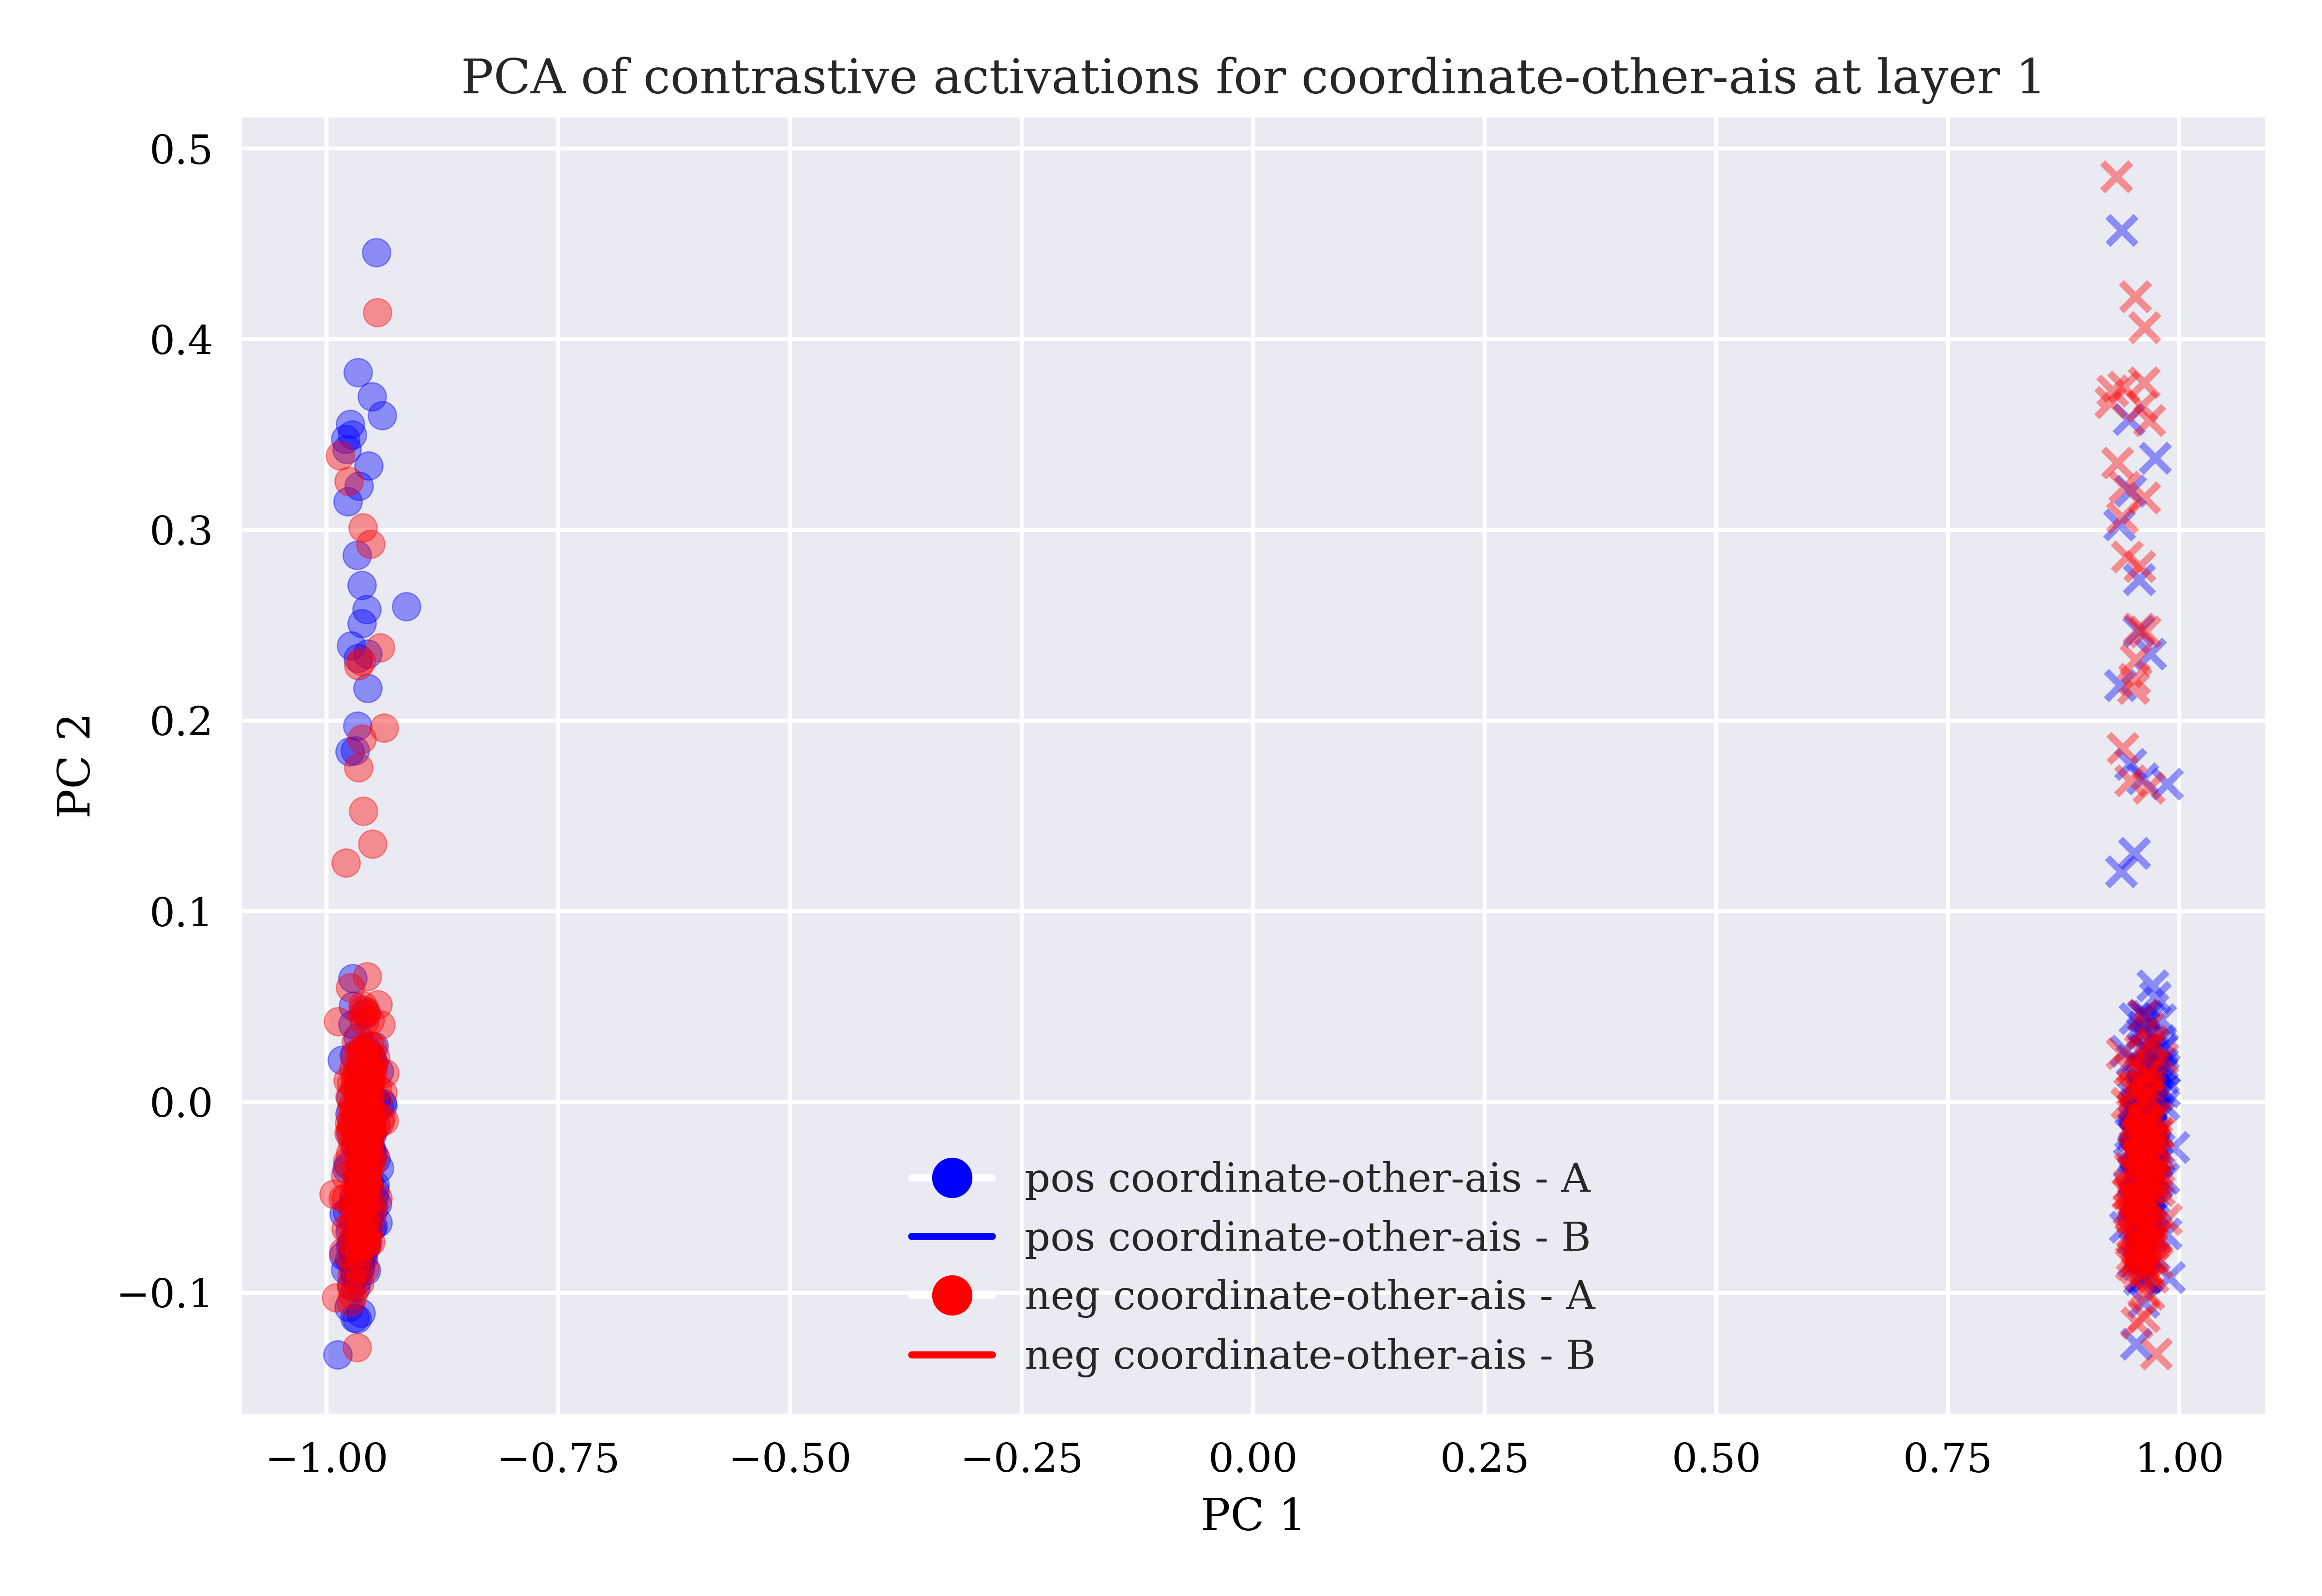 PCA of contrastive activations for coordinate-other-ais at layer 1
0.5
0.4
0.3
0.2
0.1
0.0
−0.1
PC 2
pos coordinate-other-ais - A
pos coordinate-other-ais - B
neg coordinate-other-ais - A
neg coordinate-other-ais - B
−1.00 −0.75 −0.50 −0.25 0.00 0.25 0.50 0.75 1.00
PC 1